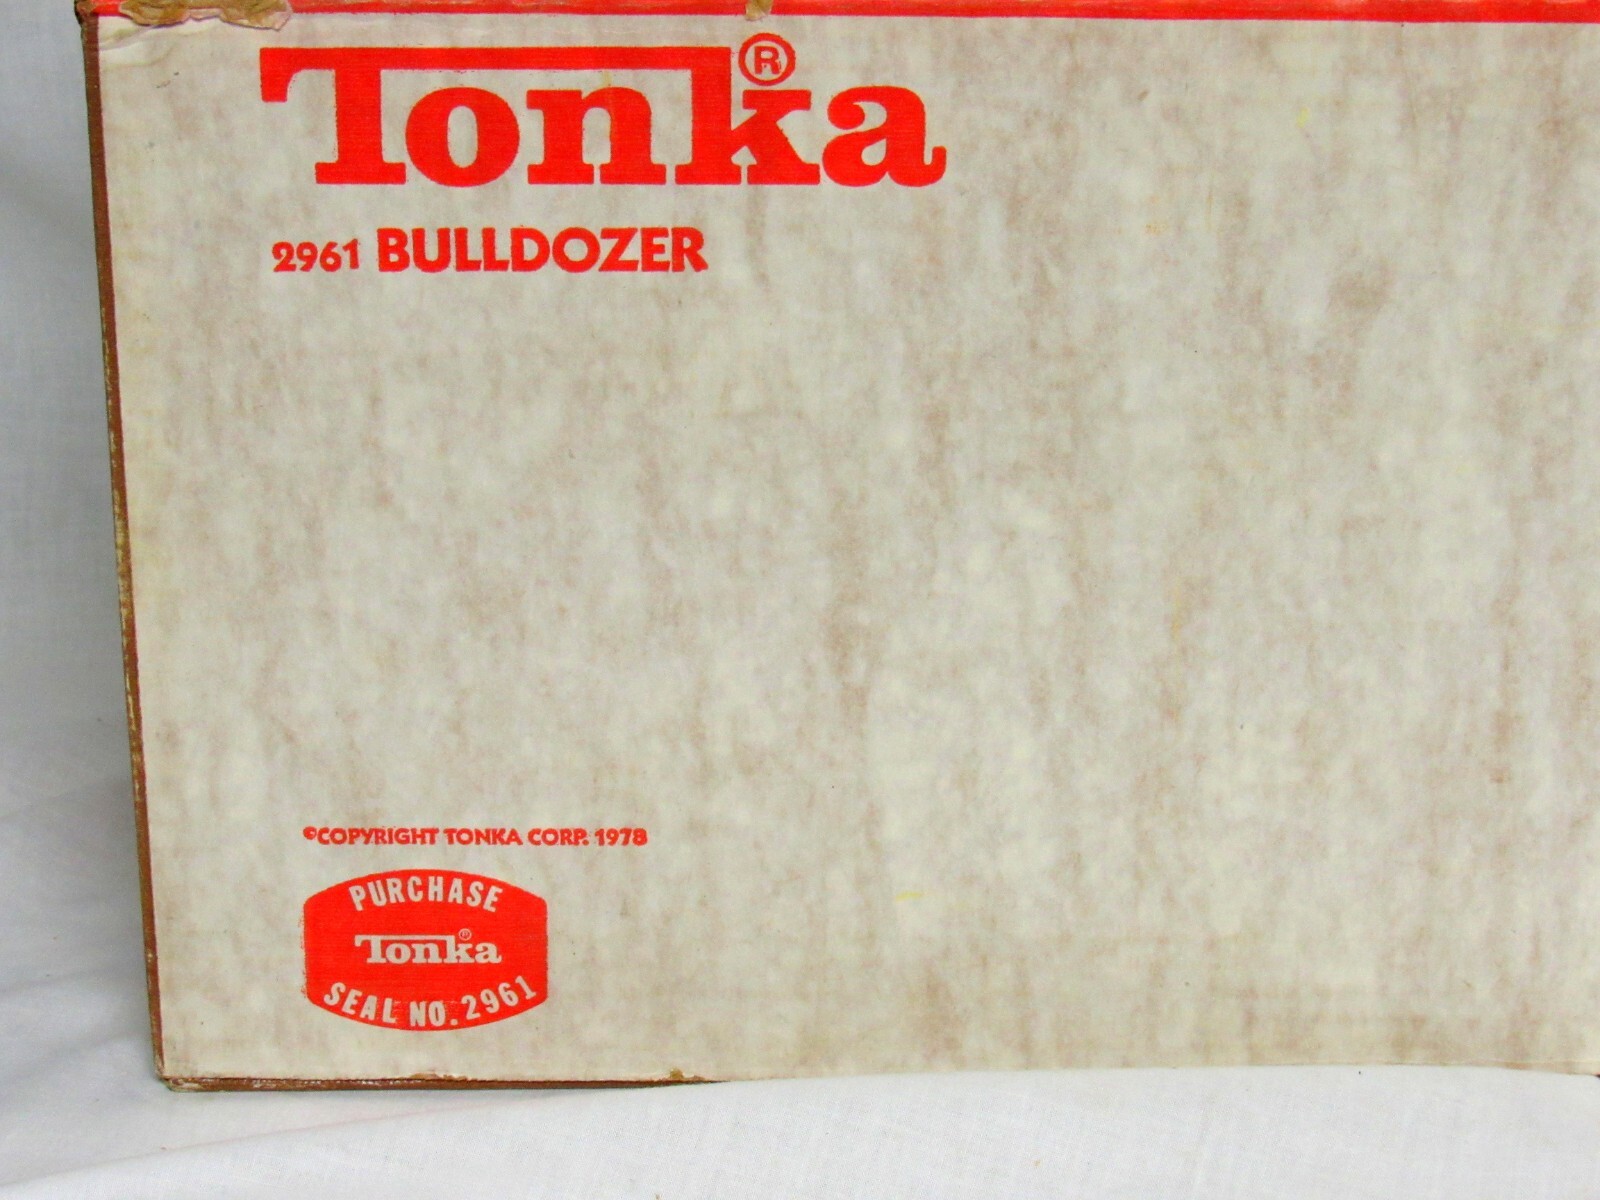 Tonka®
2961 BULLDOZER
©COPYRIGHT TONKA CORP. 1978
PURCHASE
Tonka®
SEAL NO. 2961